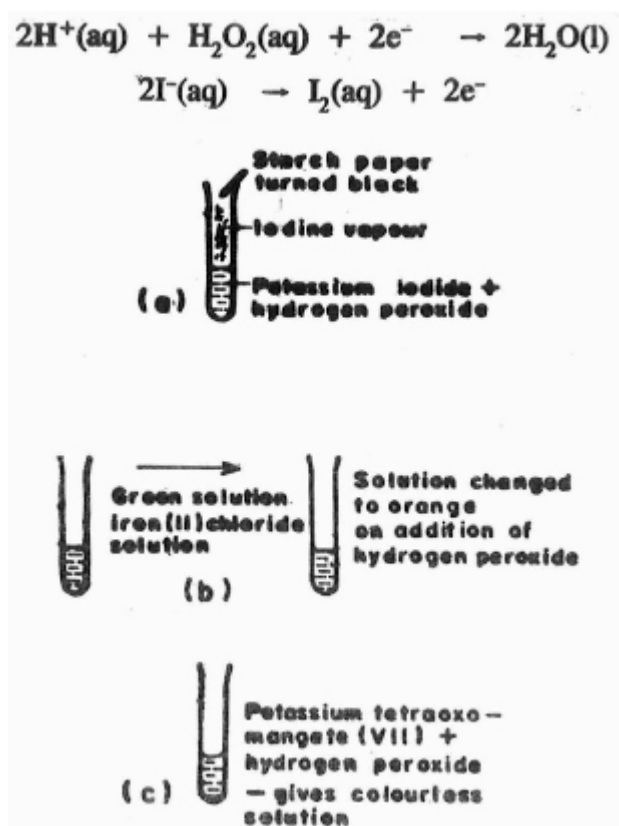 2H⁺(aq) + H₂O₂(aq) + 2e⁻ → 2H₂O(l)
2I⁻(aq) → I₂(aq) + 2e⁻
Starch paper
turned black
Iodine vapour
Potassium iodide +
hydrogen peroxide
(a)
Green solution
iron(II)chloride
solution
(b)
Solution changed
to orange
on addition of
hydrogen peroxide
Potassium tetraoxo-
mangate (VII) +
hydrogen peroxide
- gives colourless
solution
(c)